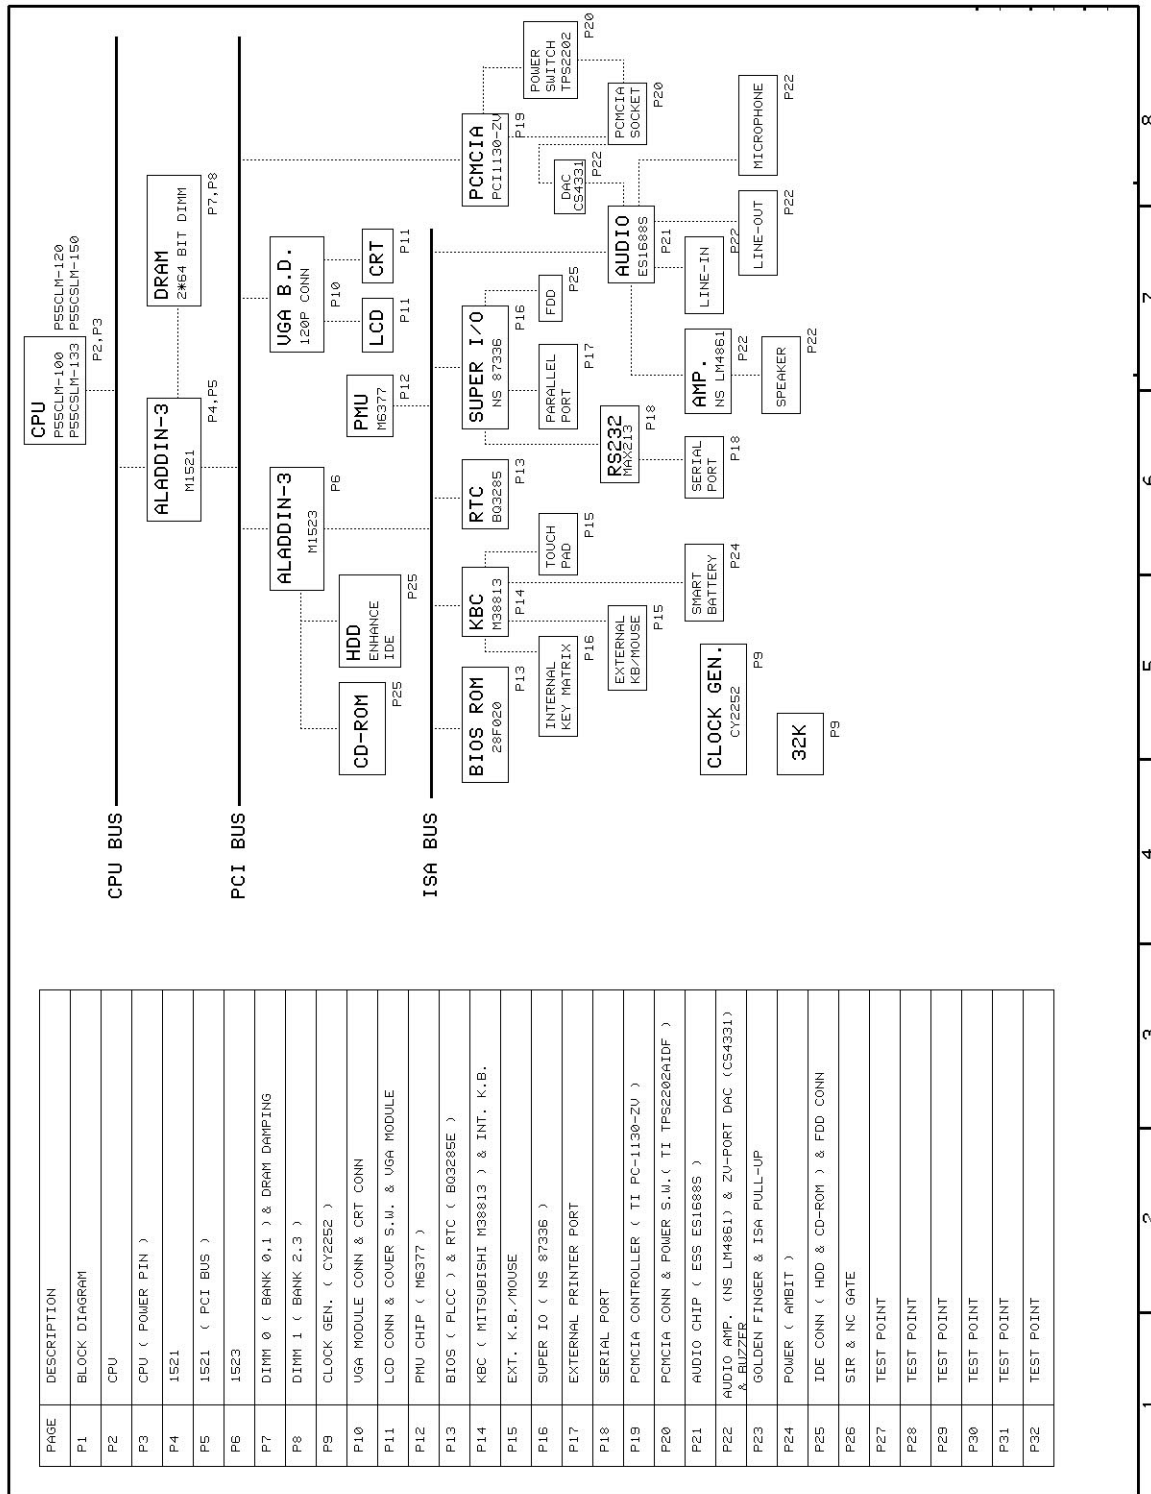 PAGE DESCRIPTION
P1 BLOCK DIAGRAM
P2 CPU
P3 CPU ( POWER PIN )
P4 1521
P5 1521 ( PCI BUS )
P6 1523
P7 DIMM 0 ( BANK 0,1 ) & DRAM DAMPING
P8 DIMM 1 ( BANK 2.3 )
P9 CLOCK GEN. ( CY2252 )
P10 VGA MODULE CONN & CRT CONN
P11 LCD CONN & COVER S.W. & VGA MODULE
P12 PMU CHIP ( M6377 )
P13 BIOS ( PLCC ) & RTC ( BQ3285E )
P14 KBC ( MITSUBISHI M38813 ) & INT. K.B.
P15 EXT. K.B./MOUSE
P16 SUPER IO ( NS 87336 )
P17 EXTERNAL PRINTER PORT
P18 SERIAL PORT
P19 PCMCIA CONTROLLER ( TI PC-1130-ZV )
P20 PCMCIA CONN & POWER S.W.( TI TPS2202AIDF )
P21 AUDIO CHIP ( ESS ES1688S )
P22 AUDIO AMP. (NS LM4861) & ZV-PORT DAC (CS4331)
& BUZZER
P23 GOLDEN FINGER & ISA PULL-UP
P24 POWER ( AMBIT )
P25 IDE CONN ( HDD & CD-ROM ) & FDD CONN
P26 SIR & NC GATE
P27 TEST POINT
P28 TEST POINT
P29 TEST POINT
P30 TEST POINT
P31 TEST POINT
P32 TEST POINT
CPU
P55CLM-100 P55CLM-120
P55CSLM-133 P55CSLM-150
P2,P3
CPU BUS
ALADDIN-3
M1521
P4,P5
DRAM
2*64 BIT DIMM
P7,P8
PCI BUS
ALADDIN-3
M1523
P6
VGA B.D.
120P CONN
P10
CD-ROM
P25
HDD
ENHANCE
IDE
P25
PMU
M6377
P12
LCD
P11
CRT
P11
ISA BUS
BIOS ROM
28F020
P13
KBC
M38813
P14
RTC
BQ3285
P13
SUPER I/O
NS 87336
P16
PCMCIA
PCI1130-ZV
P19
POWER
SWITCH
TPS2202
P20
INTERNAL
KEY MATRIX
P16
TOUCH
PAD
P15
PARALLEL
PORT
P17
FDD
P25
DAC
CS4331
P22
PCMCIA
SOCKET
P20
EXTERNAL
KB/MOUSE
P15
RS232
MAX213
P18
AUDIO
ES1688S
P21
SMART
BATTERY
P24
SERIAL
PORT
P18
AMP.
NS LM4861
P22
LINE-IN
P22
LINE-OUT
P22
MICROPHONE
P22
SPEAKER
P22
CLOCK GEN.
CY2252
P9
32K
P9
1 2 3 4 5 6 7 8